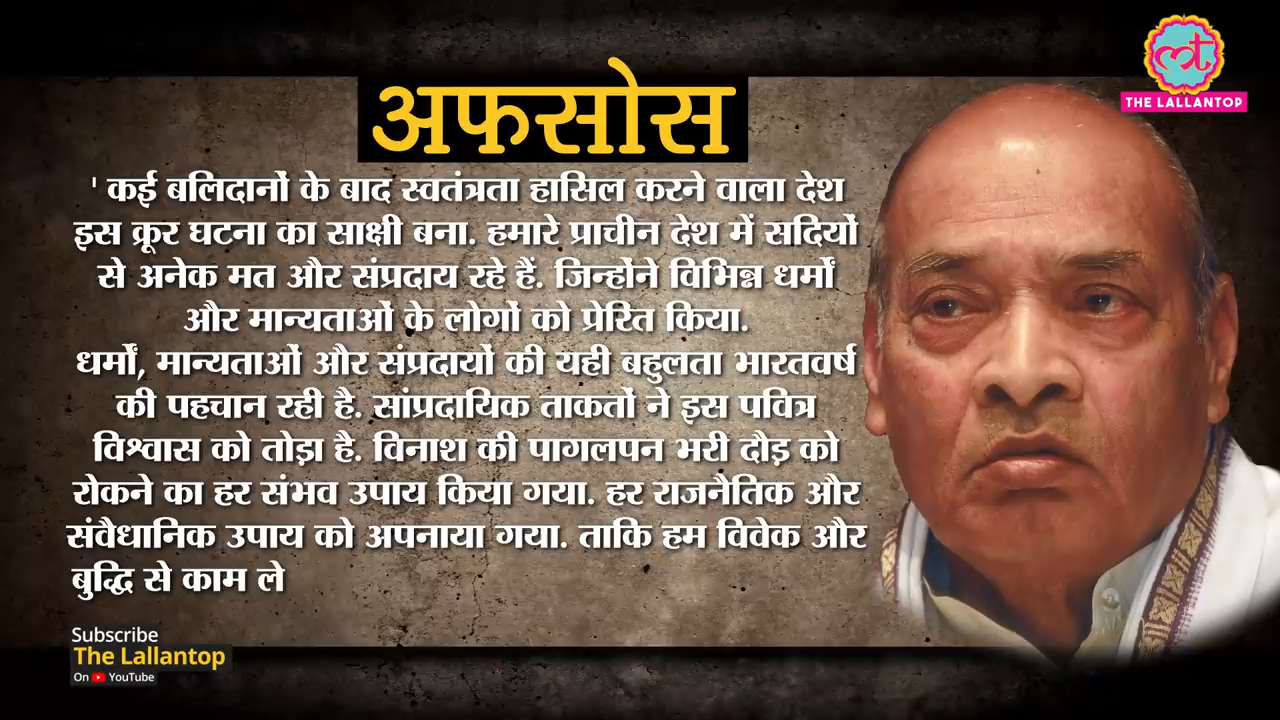 mt
THE LALLANTOP
अफसोस
' कई बलिदानों के बाद स्वतंत्रता हासिल करने वाला देश
इस क्रूर घटना का साक्षी बना. हमारे प्राचीन देश में सदियों
से अनेक मत और संप्रदाय रहे हैं. जिन्होंने विभिन्न धर्मों
और मान्यताओं के लोगों को प्रेरित किया.
धर्मों, मान्यताओं और संप्रदायों की यही बहुलता भारतवर्ष
की पहचान रही है. सांप्रदायिक ताकतों ने इस पवित्र
विश्वास को तोड़ा है. विनाश की पागलपन भरी दौड़ को
रोकने का हर संभव उपाय किया गया. हर राजनैतिक और
संवैधानिक उपाय को अपनाया गया. ताकि हम विवेक और
बुद्धि से काम ले
Subscribe
The Lallantop
On YouTube